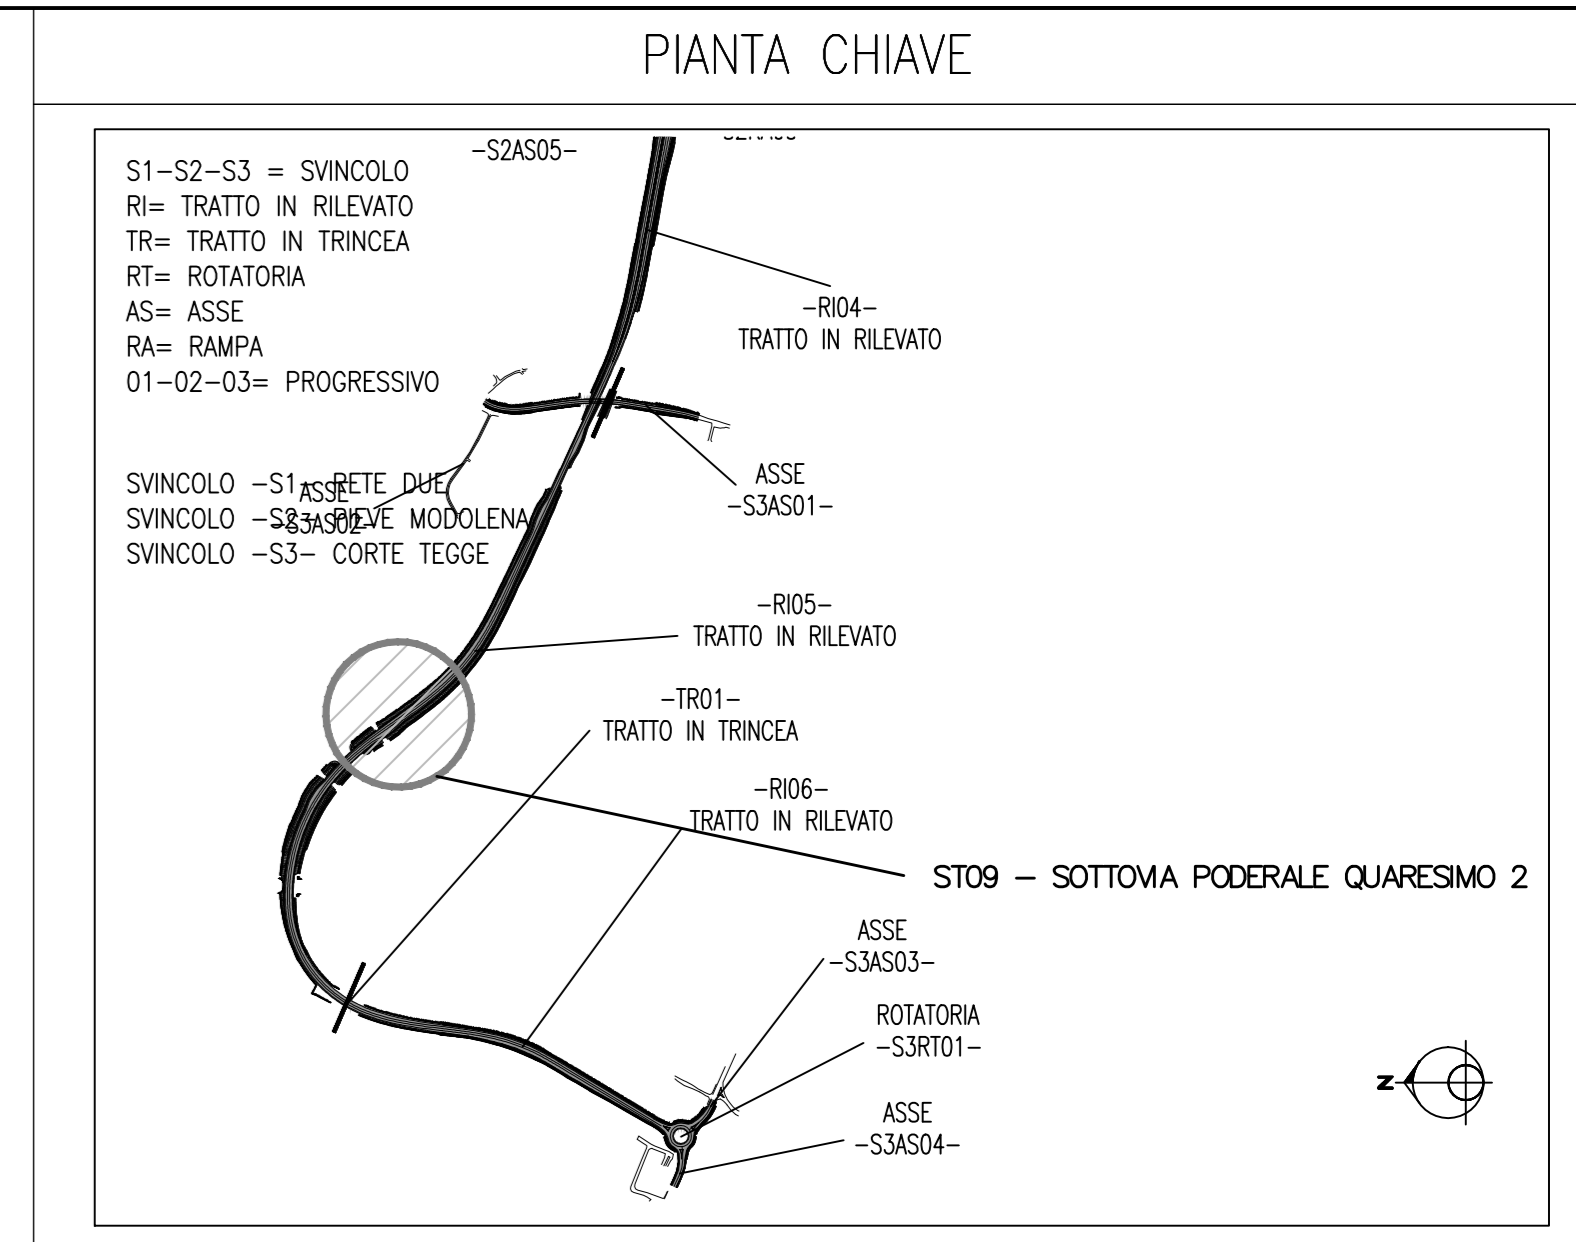 PIANTA CHIAVE
-S2AS05-
S1-S2-S3 = SVINCOLO
RI= TRATTO IN RILEVATO
TR= TRATTO IN TRINCEA
RT= ROTATORIA
AS= ASSE
RA= RAMPA
01-02-03= PROGRESSIVO
-RI04-
TRATTO IN RILEVATO
SVINCOLO -S1- RETE DUE
SVINCOLO -S2- PIEVE MODOLENA
SVINCOLO -S3- CORTE TEGGE
ASSE
-S3AS02-
ASSE
-S3AS01-
-RI05-
TRATTO IN RILEVATO
-TR01-
TRATTO IN TRINCEA
-RI06-
TRATTO IN RILEVATO
ST09 - SOTTOVIA PODERALE QUARESIMO 2
ASSE
-S3AS03-
ROTATORIA
-S3RT01-
ASSE
-S3AS04-
N